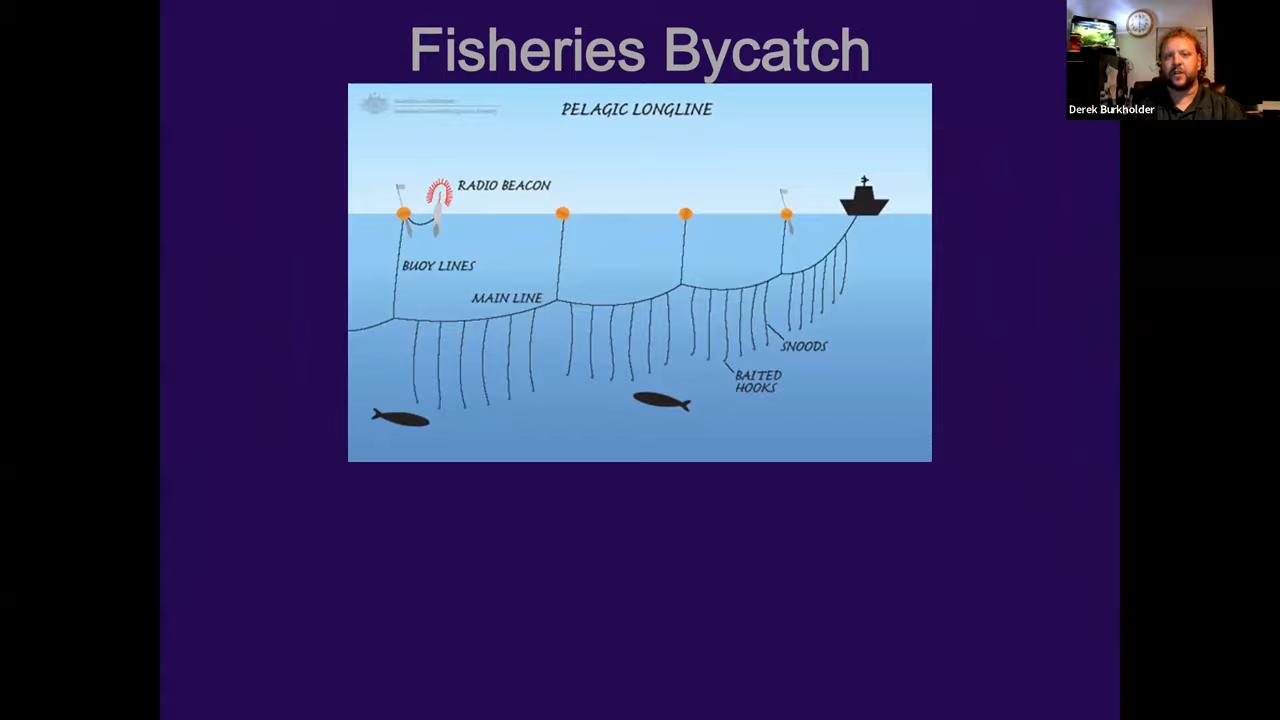 Fisheries Bycatch
PELAGIC LONGLINE
RADIO BEACON
BUOY LINES
MAIN LINE
SNOODS
BAITED
HOOKS
Derek Burkholder